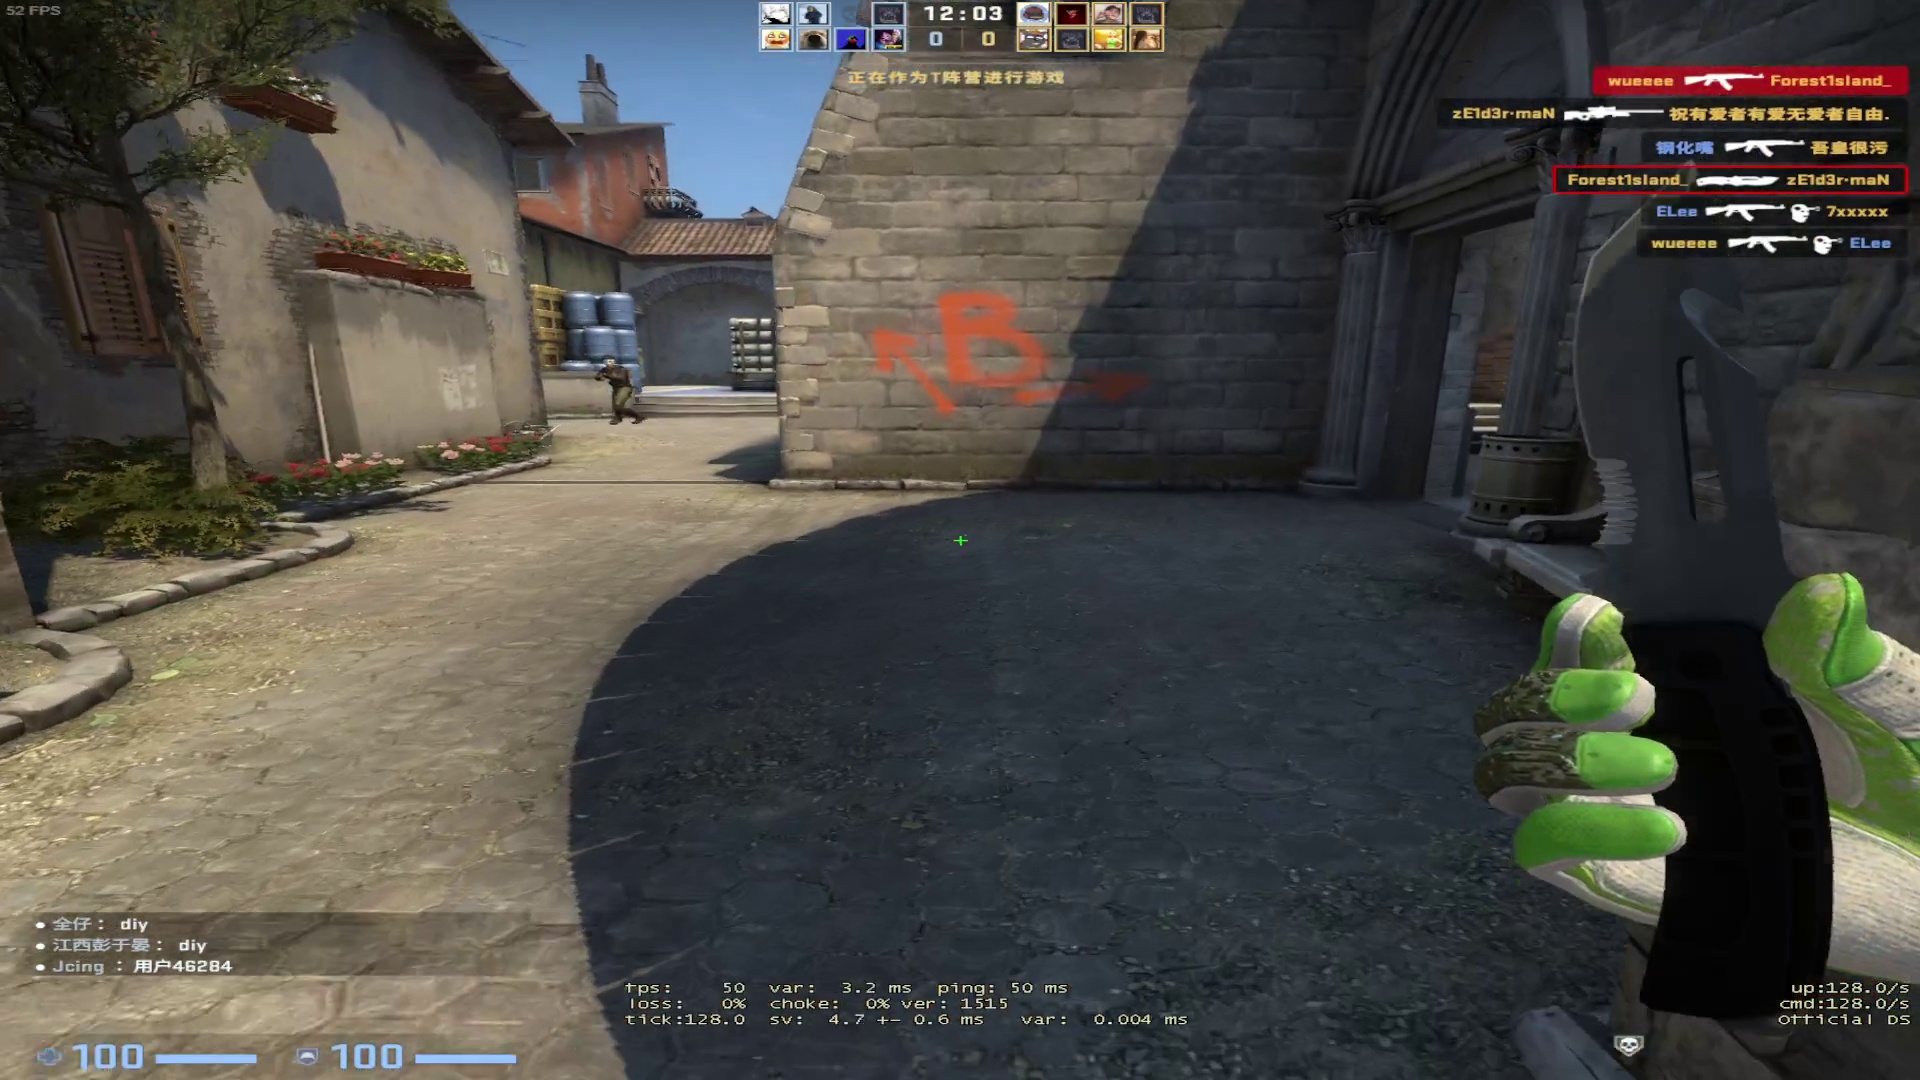 52 FPS
12:03
0 0
正在作为T阵营进行游戏
wueeee Forest1sland_
zE1d3r·maN 祝有爱者有爱无爱者自由.
钢化嘴 吾皇很污
Forest1sland_ zE1d3r·maN
ELee 7xxxxx
wueeee ELee
B
全仔： diy
江西彭于晏： diy
Jcing ：用户46284
fps: 50 var: 3.2 ms ping: 50 ms
loss: 0% choke: 0% ver: 1515
tick:128.0 sv: 4.7 +- 0.6 ms var: 0.004 ms
up:128.0/s
cmd:128.0/s
Official DS
100 100